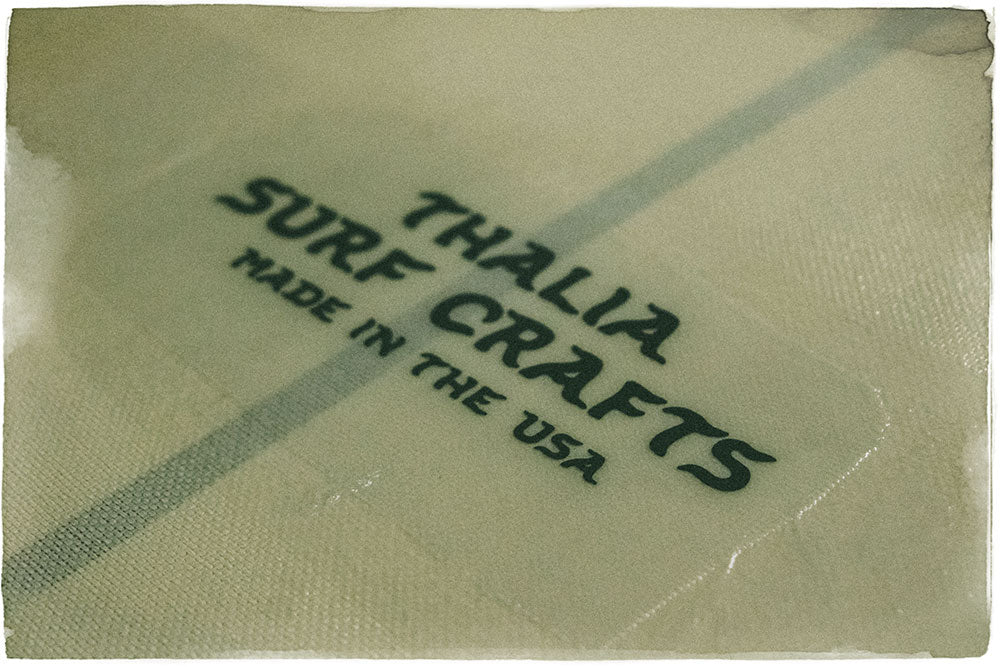 THALIA
SURF CRAFTS
MADE IN THE USA